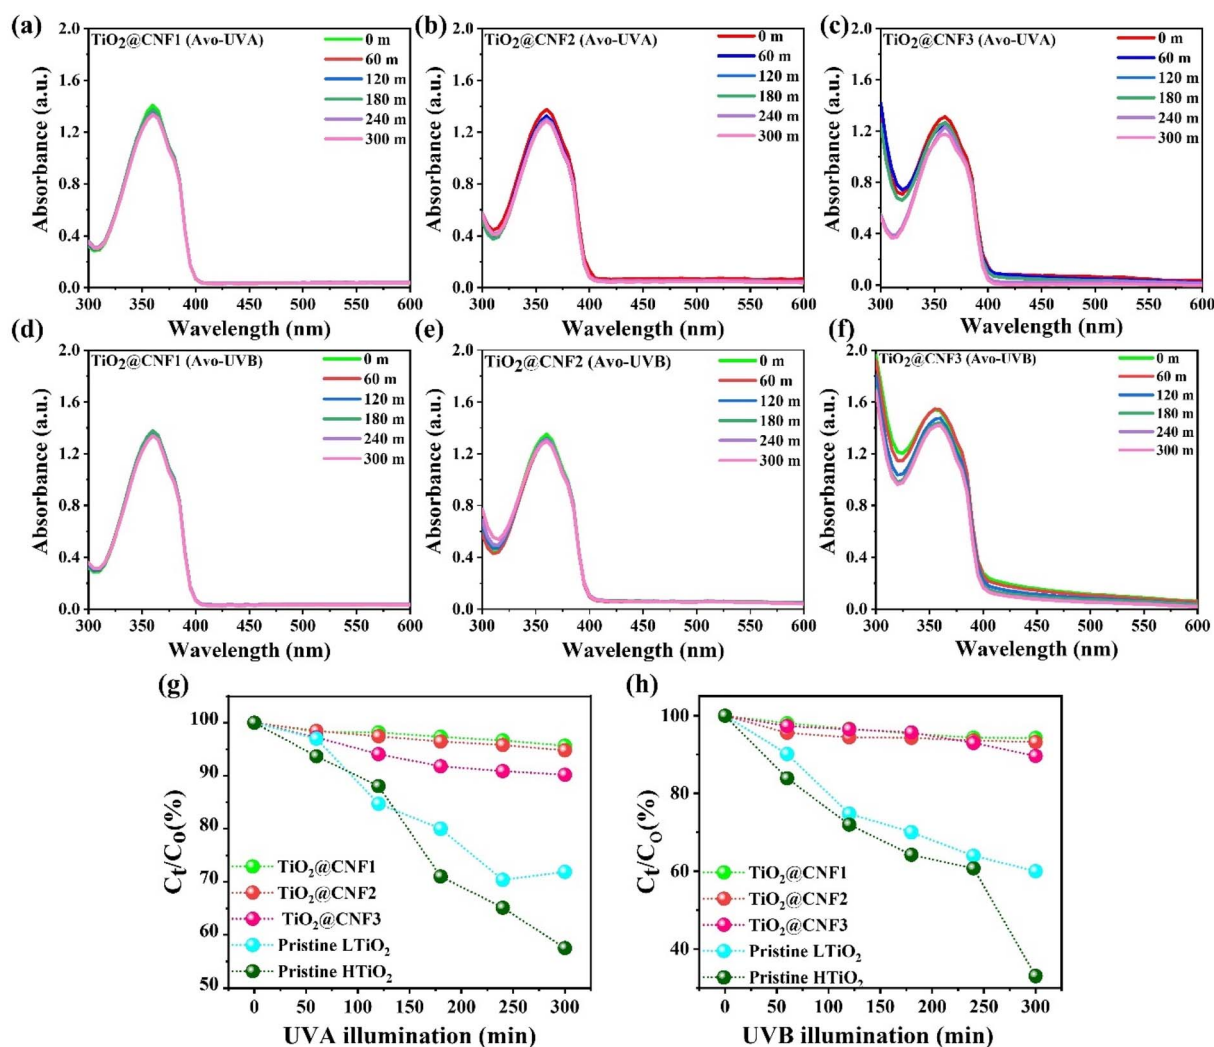 (a)
TiO₂@CNF1 (Avo-UVA)
0 m
60 m
120 m
180 m
240 m
300 m
Absorbance (a.u.)
2.0
1.6
1.2
0.8
0.4
0.0
300 350 400 450 500 550 600
Wavelength (nm)
(b)
TiO₂@CNF2 (Avo-UVA)
0 m
60 m
120 m
180 m
240 m
300 m
Absorbance (a.u.)
2.0
1.6
1.2
0.8
0.4
0.0
300 350 400 450 500 550 600
Wavelength (nm)
(c)
TiO₂@CNF3 (Avo-UVA)
0 m
60 m
120 m
180 m
240 m
300 m
Absorbance (a.u.)
2.0
1.6
1.2
0.8
0.4
0.0
300 350 400 450 500 550 600
Wavelength (nm)
(d)
TiO₂@CNF1 (Avo-UVB)
0 m
60 m
120 m
180 m
240 m
300 m
Absorbance (a.u.)
2.0
1.6
1.2
0.8
0.4
0.0
300 350 400 450 500 550 600
Wavelength (nm)
(e)
TiO₂@CNF2 (Avo-UVB)
0 m
60 m
120 m
180 m
240 m
300 m
Absorbance (a.u.)
2.0
1.6
1.2
0.8
0.4
0.0
300 350 400 450 500 550 600
Wavelength (nm)
(f)
TiO₂@CNF3 (Avo-UVB)
0 m
60 m
120 m
180 m
240 m
300 m
Absorbance (a.u.)
2.0
1.6
1.2
0.8
0.4
0.0
300 350 400 450 500 550 600
Wavelength (nm)
(g)
Ct/Co(%)
100
90
80
70
60
50
TiO₂@CNF1
TiO₂@CNF2
TiO₂@CNF3
Pristine LTiO₂
Pristine HTiO₂
0 50 100 150 200 250 300
UVA illumination (min)
(h)
Ct/CO(%)
100
80
60
40
TiO₂@CNF1
TiO₂@CNF2
TiO₂@CNF3
Pristine LTiO₂
Pristine HTiO₂
0 50 100 150 200 250 300
UVB illumination (min)